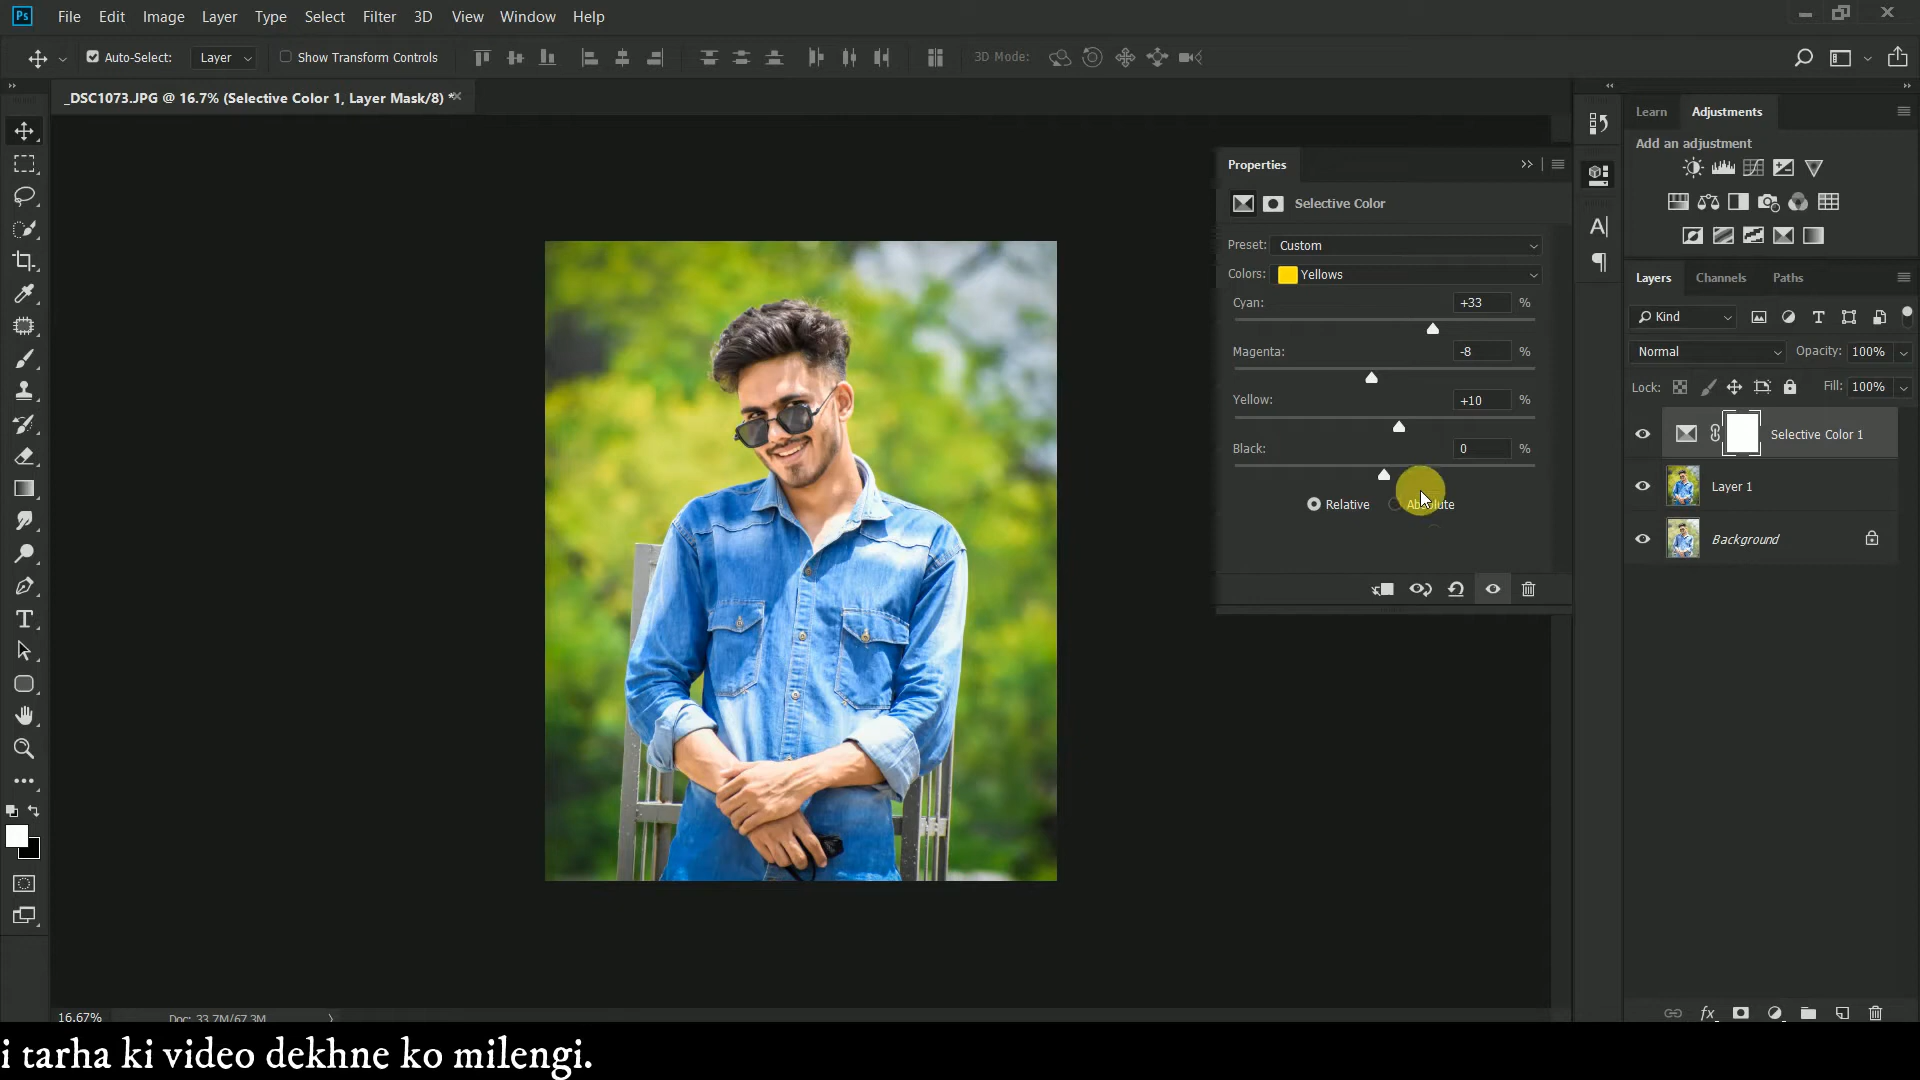 Ps File Edit Image Layer Type Select Filter 3D View Window Help
Auto-Select: Layer Show Transform Controls 3D Mode:
_DSC1073.JPG @ 16.7% (Selective Color 1, Layer Mask/8) *
Learn Adjustments
Add an adjustment
Properties
Selective Color
Preset: Custom
Colors: Yellows
Cyan: +33 %
Magenta: -8 %
Yellow: +10 %
Black: 0 %
Relative Absolute
Layers Channels Paths
Kind
Normal Opacity: 100%
Lock: Fill: 100%
Selective Color 1
Layer 1
Background
16.67% Doc: 33.7M/67.3M
i tarha ki video dekhne ko milengi.